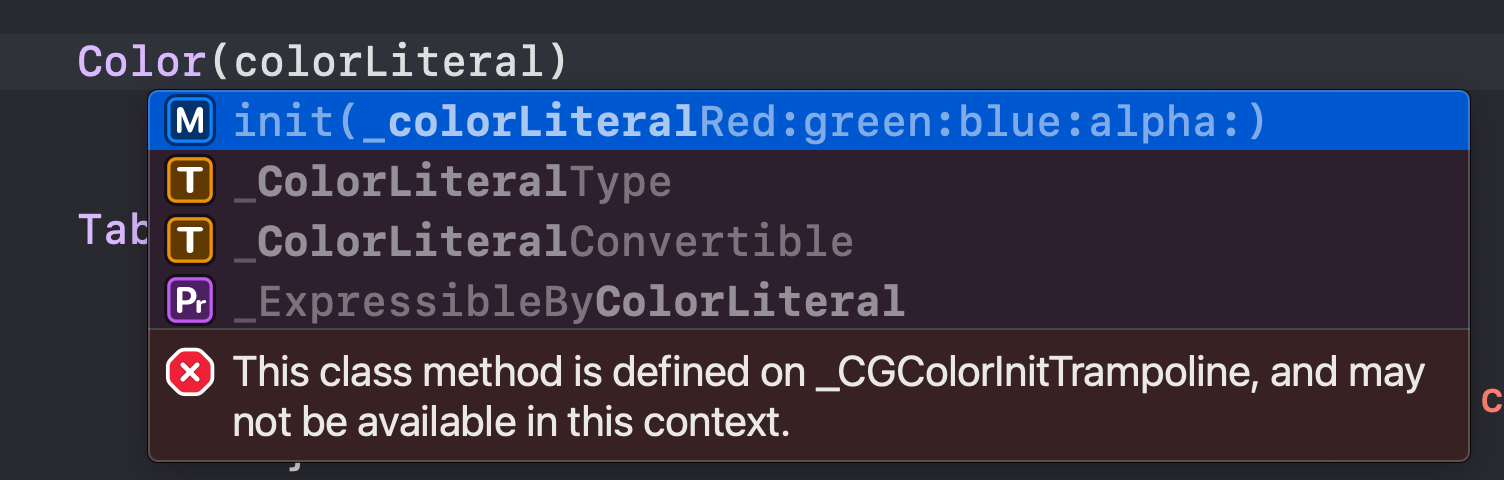 Color(colorLiteral)
M init(_colorLiteralRed:green:blue:alpha:)
T _ColorLiteralType
Tab
T _ColorLiteralConvertible
Pr _ExpressibleByColorLiteral
This class method is defined on _CGColorInitTrampoline, and may
c
not be available in this context.
}